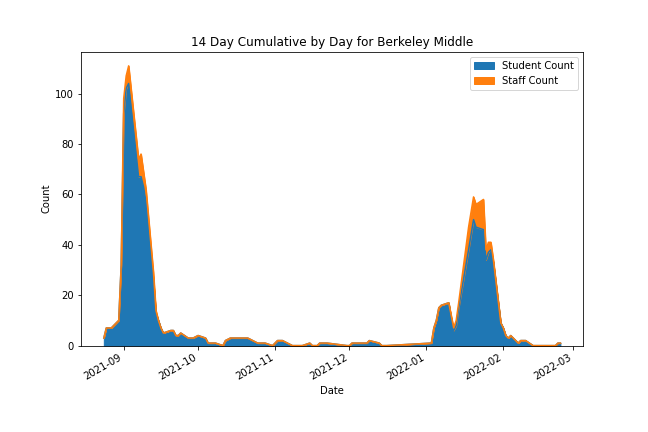 14 Day Cumulative by Day for Berkeley Middle
Student Count
Staff Count
100
80
60
40
20
0
Count
2021-09
2021-10
2021-11
2021-12
2022-01
2022-02
2022-03
Date